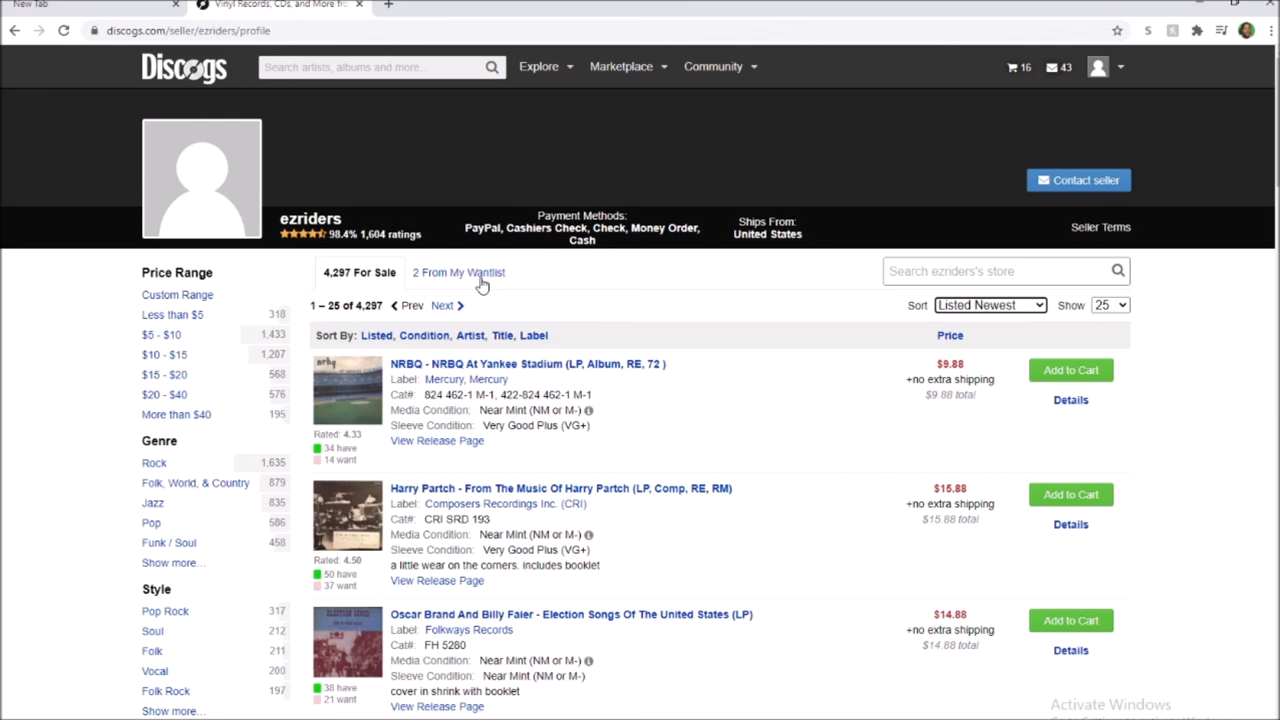 New Tab
Vinyl Records, CDs, and More fro
discogs.com/seller/ezriders/profile
Discogs
Search artists, albums and more...
Explore
Marketplace
Community
16
43
Contact seller
ezriders
98.4% 1,604 ratings
Payment Methods:
PayPal, Cashiers Check, Check, Money Order,
Cash
Ships From:
United States
Seller Terms
Price Range
Custom Range
Less than $5 318
$5 - $10 1,433
$10 - $15 1,207
$15 - $20 568
$20 - $40 576
More than $40 195
Genre
Rock 1,635
Folk, World, & Country 879
Jazz 835
Pop 586
Funk / Soul 458
Show more...
Style
Pop Rock 317
Soul 212
Folk 211
Vocal 200
Folk Rock 197
Show more...
4,297 For Sale
2 From My Wantlist
Search ezriders's store
1 – 25 of 4,297 Prev Next
Sort Listed Newest Show 25
Sort By: Listed, Condition, Artist, Title, Label
Price
nrbq
NRBQ - NRBQ At Yankee Stadium (LP, Album, RE, 72 )
Label: Mercury, Mercury
Cat#: 824 462-1 M-1, 422-824 462-1 M-1
Media Condition: Near Mint (NM or M-)
Sleeve Condition: Very Good Plus (VG+)
View Release Page
Rated: 4.33
34 have
14 want
$9.88
+no extra shipping
$9.88 total
Add to Cart
Details
Harry Partch - From The Music Of Harry Partch (LP, Comp, RE, RM)
Label: Composers Recordings Inc. (CRI)
Cat#: CRI SRD 193
Media Condition: Near Mint (NM or M-)
Sleeve Condition: Very Good Plus (VG+)
a little wear on the corners. includes booklet
View Release Page
Rated: 4.50
50 have
37 want
$15.88
+no extra shipping
$15.88 total
Add to Cart
Details
Oscar Brand And Billy Faier - Election Songs Of The United States (LP)
Label: Folkways Records
Cat#: FH 5280
Media Condition: Near Mint (NM or M-)
Sleeve Condition: Near Mint (NM or M-)
cover in shrink with booklet
View Release Page
38 have
21 want
$14.88
+no extra shipping
$14.88 total
Add to Cart
Details
Activate Windows